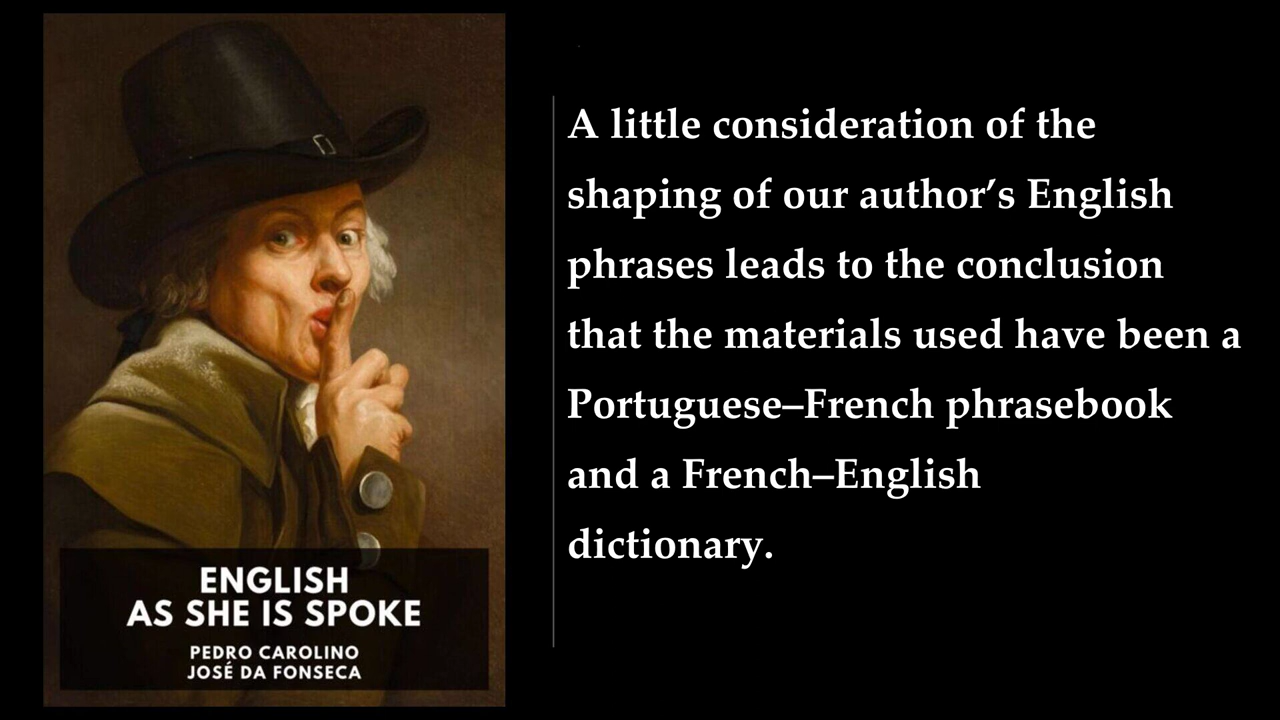 A little consideration of the
shaping of our author’s English
phrases leads to the conclusion
that the materials used have been a
Portuguese–French phrasebook
and a French–English
dictionary.
ENGLISH
AS SHE IS SPOKE
PEDRO CAROLINO
JOSÉ DA FONSECA